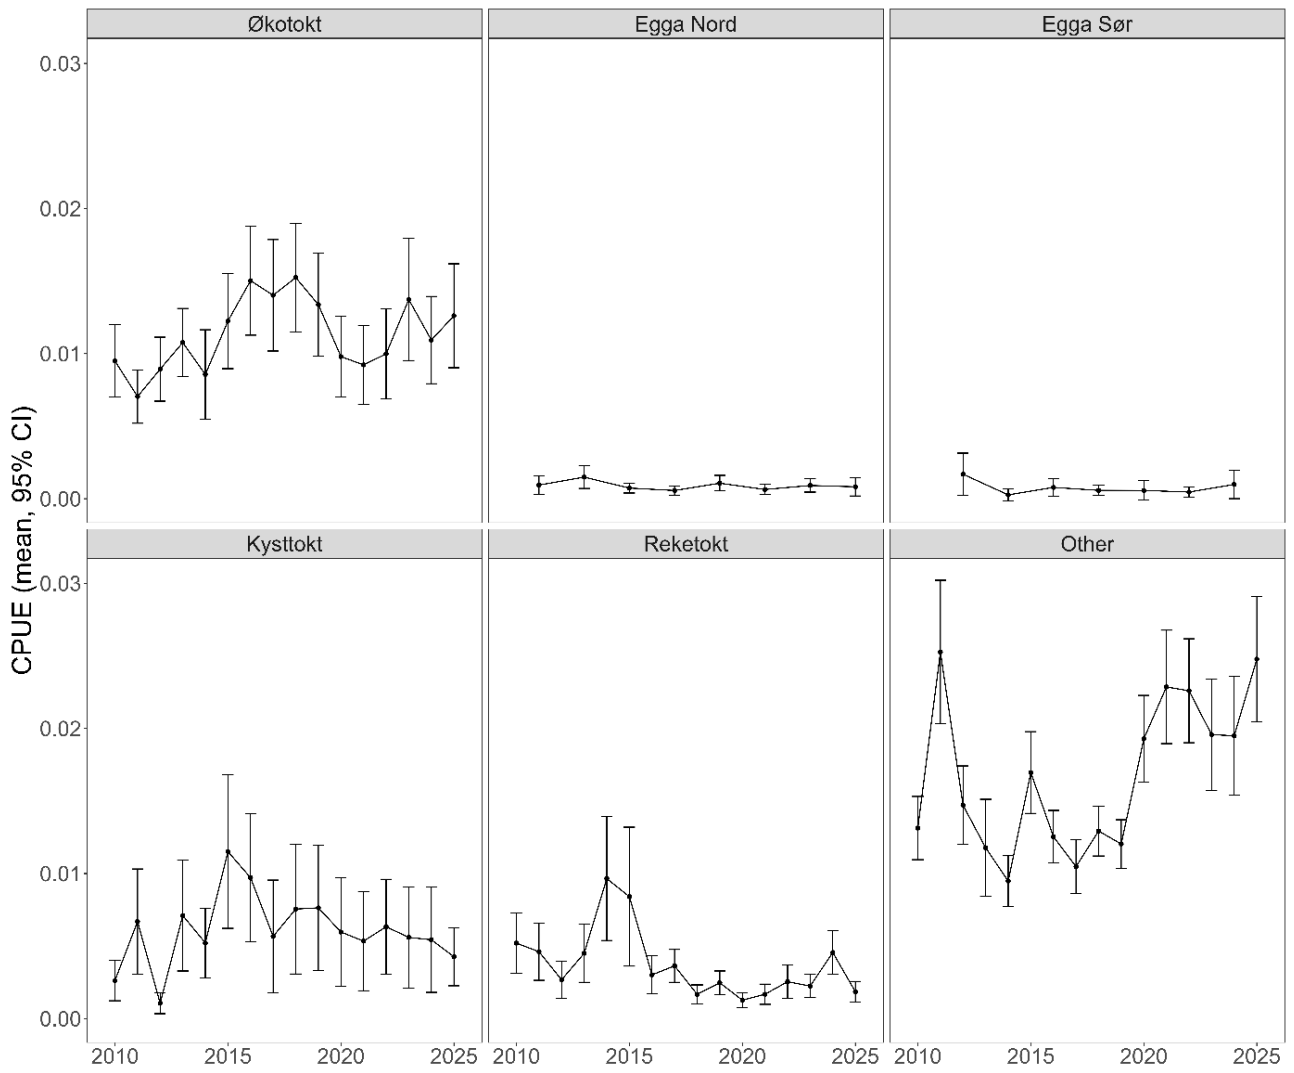 Økotokt
Egga Nord
Egga Sør
0.03
0.02
0.01
0.00
CPUE (mean, 95% CI)
Kysttokt
Reketokt
Other
0.03
0.02
0.01
0.00
2010 2015 2020 2025 2010 2015 2020 2025 2010 2015 2020 2025